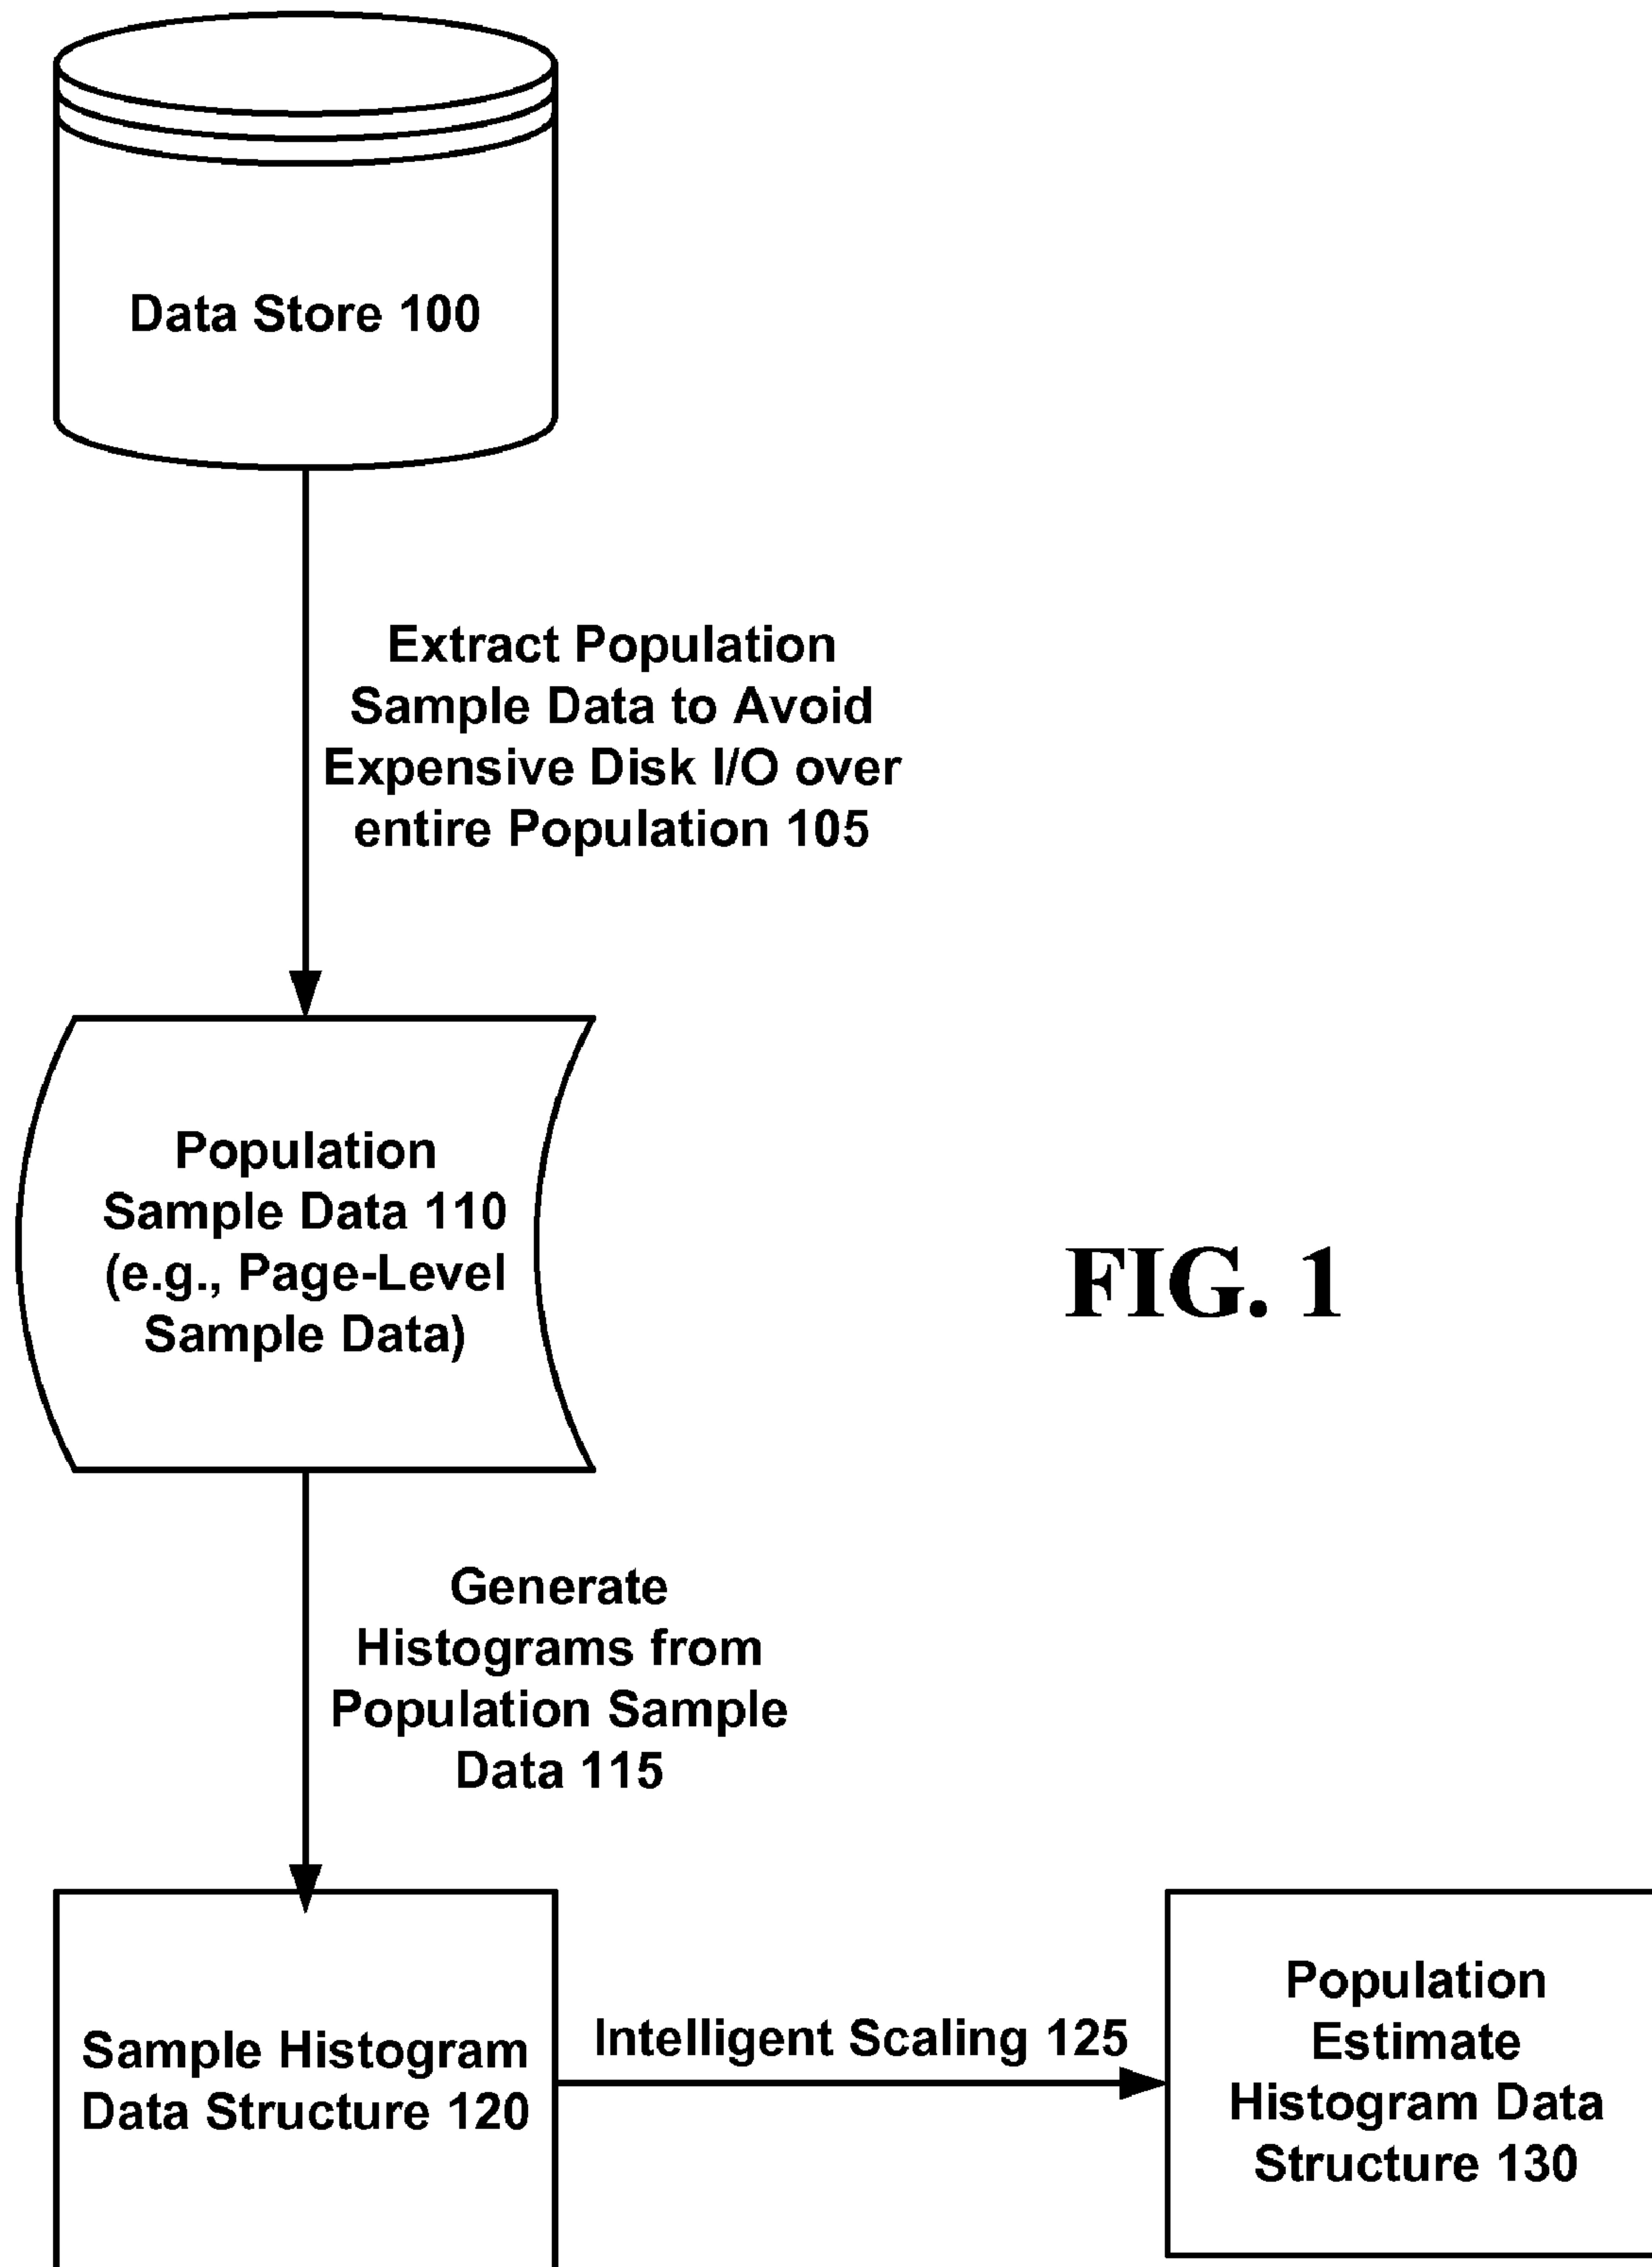 Data Store 100
Extract Population
Sample Data to Avoid
Expensive Disk I/O over
entire Population 105
Population
Sample Data 110
(e.g., Page-Level
Sample Data)
FIG. 1
Generate
Histograms from
Population Sample
Data 115
Sample Histogram
Data Structure 120
Intelligent Scaling 125
Population
Estimate
Histogram Data
Structure 130